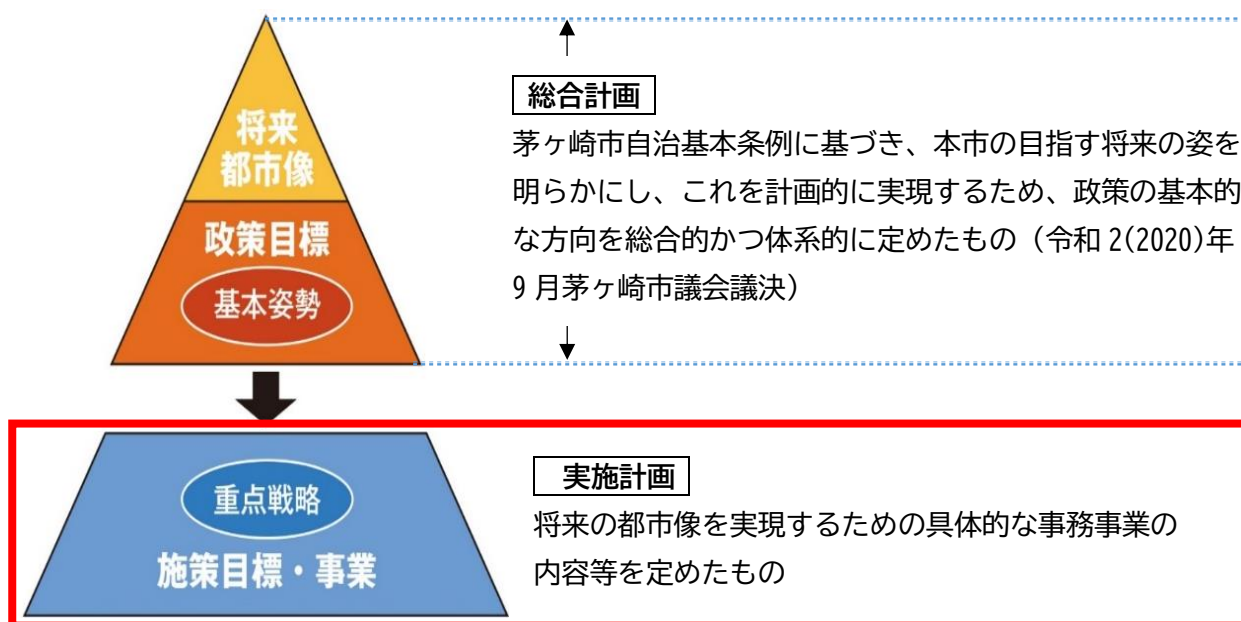 将来
都市像
政策目標
基本姿勢
総合計画
茅ヶ崎市自治基本条例に基づき、本市の目指す将来の姿を
明らかにし、これを計画的に実現するため、政策の基本的
な方向を総合的かつ体系的に定めたもの（令和 2(2020)年
9 月茅ヶ崎市議会議決）
重点戦略
施策目標・事業
実施計画
将来の都市像を実現するための具体的な事務事業の
内容等を定めたもの